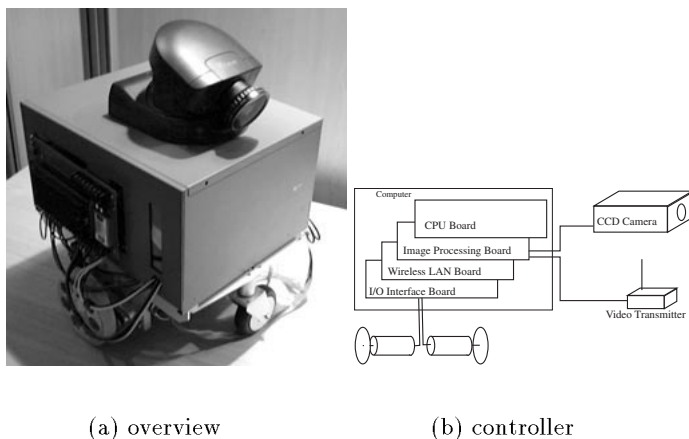 Computer
CPU Board
Image Processing Board
Wireless LAN Board
I/O Interface Board
CCD Camera
Video Transmitter
(a) overview
(b) controller